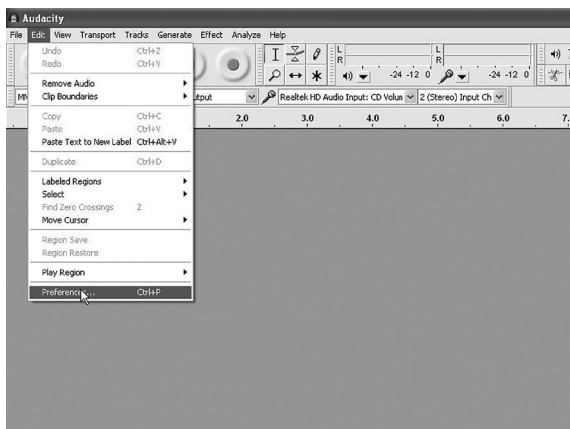 Audacity
File Edit View Transport Tracks Generate Effect Analyze Help
Undo Ctrl+Z
Redo Ctrl+Y
Remove Audio
Clip Boundaries
Copy Ctrl+C
Paste Ctrl+V
Paste Text to New Label Ctrl+Alt+V
Duplicate Ctrl+D
Labeled Regions
Select
Find Zero Crossings Z
Move Cursor
Region Save
Region Restore
Play Region
Preferences... Ctrl+P
L L
R R
-24 -12 0 -24 -12 0
Realtek HD Audio Input: CD Volun 2 (Stereo) Input Ch
2.0 3.0 4.0 5.0 6.0 7.